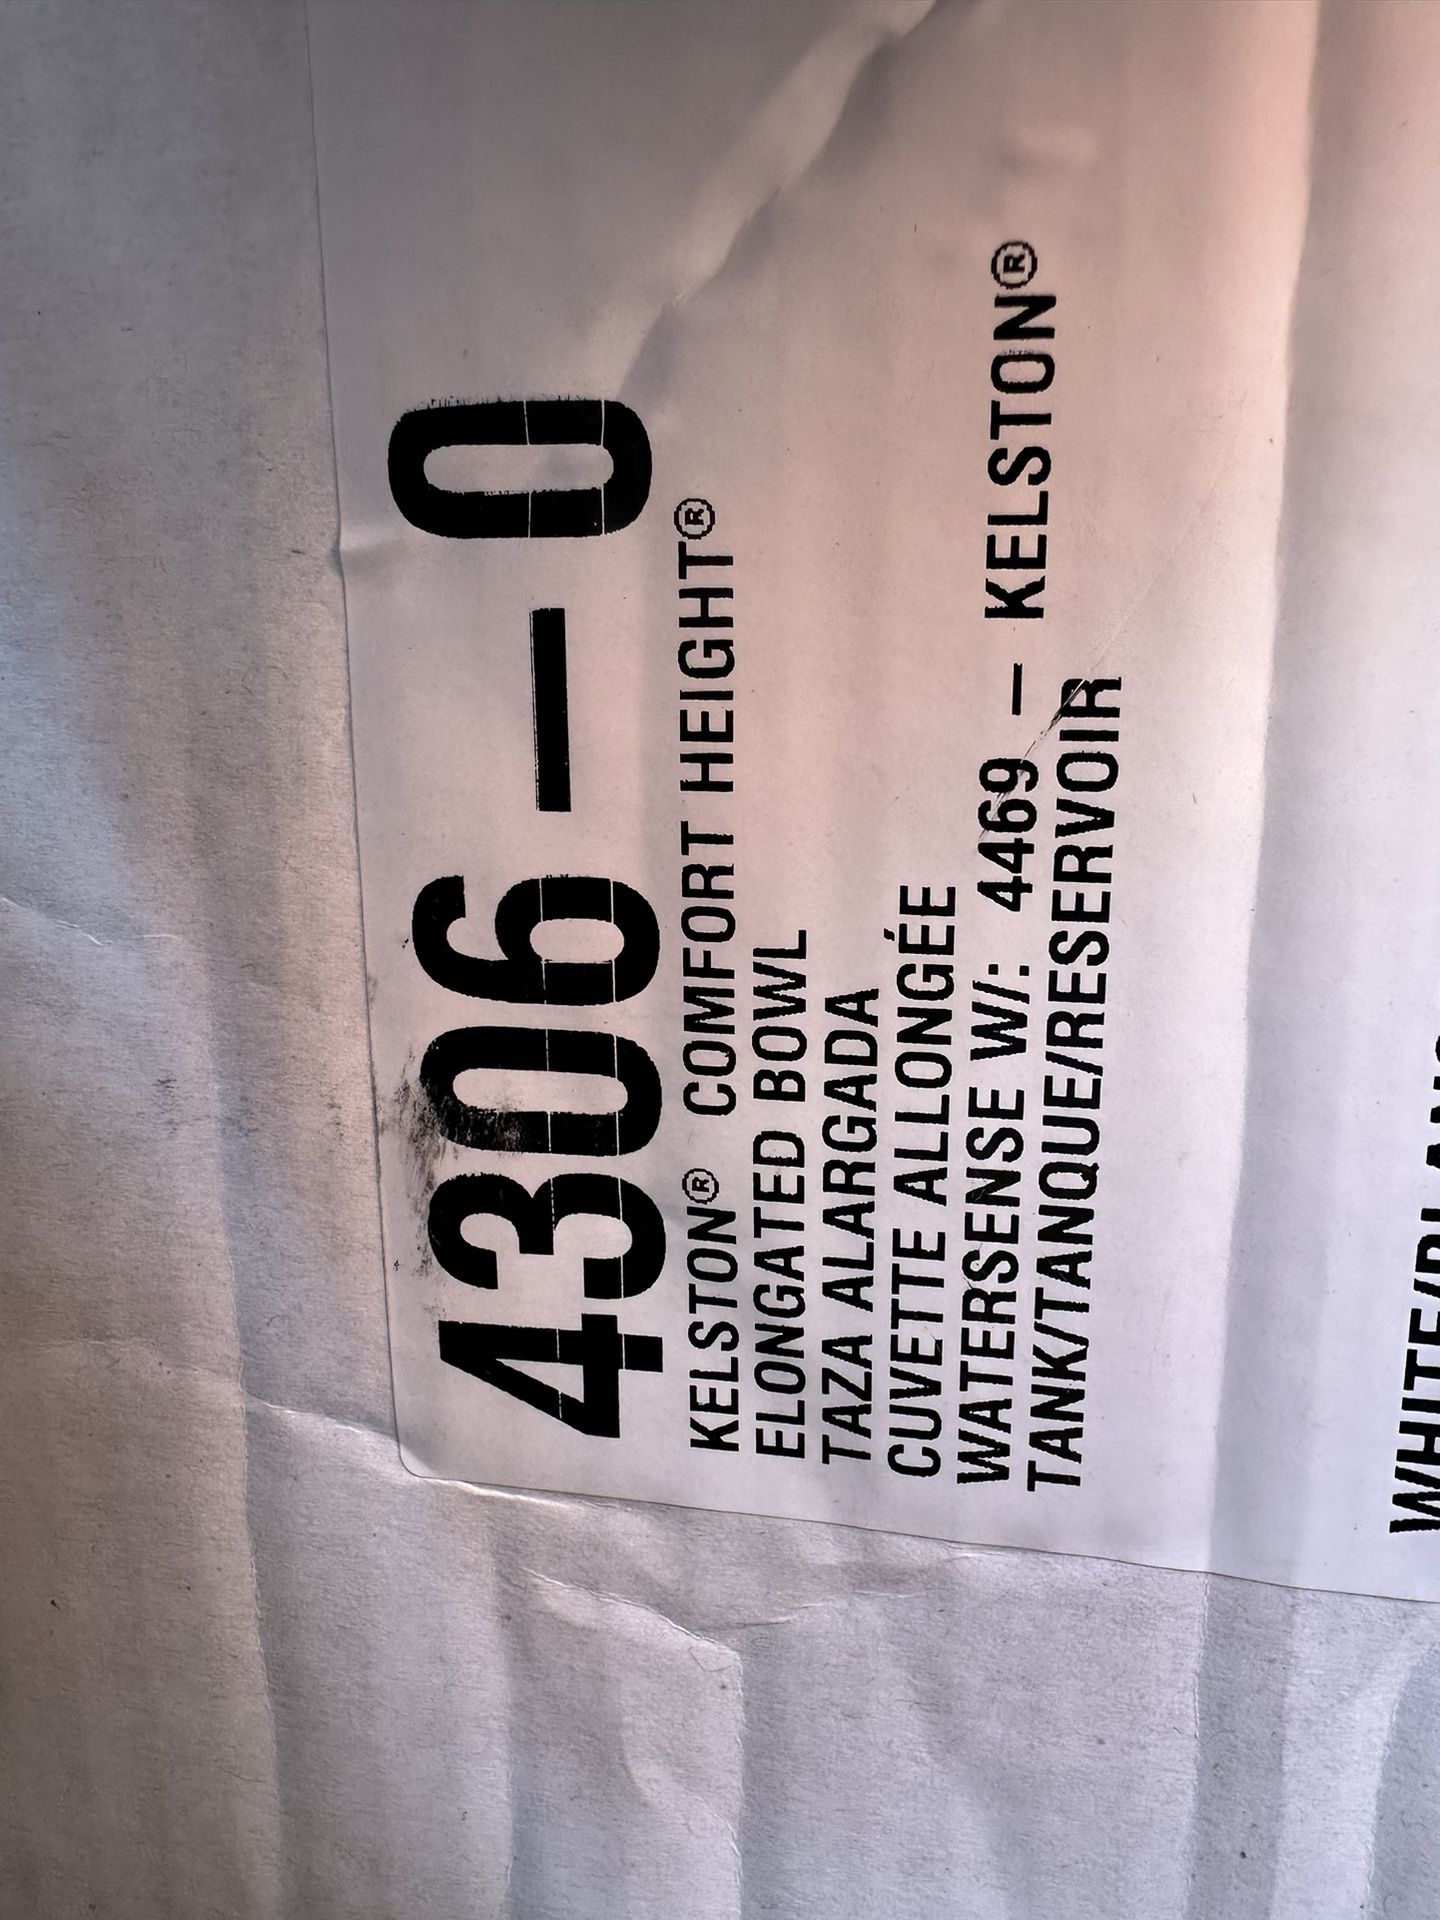 4306-0
KELSTON® COMFORT HEIGHT®
ELONGATED BOWL
TAZA ALARGADA
CUVETTE ALLONGÉE
WATERSENSE W/: 4469 - KELSTON®
TANK/TANQUE/RESERVOIR